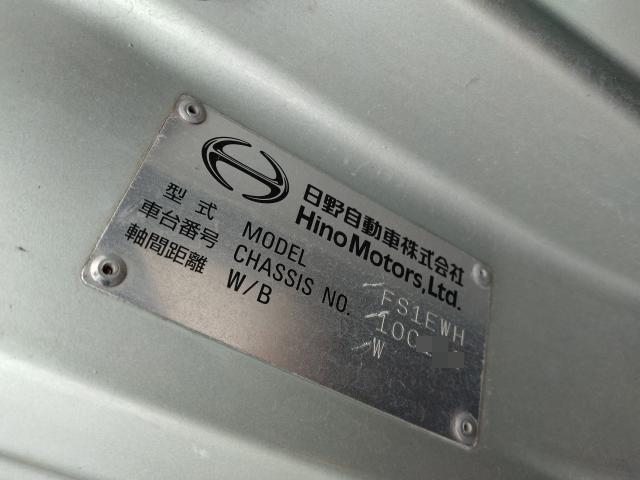 日野自動車株式会社
Hino Motors, Ltd.
型式 MODEL FS1EWH
車台番号 CHASSIS NO. 100
軸間距離 W/B W